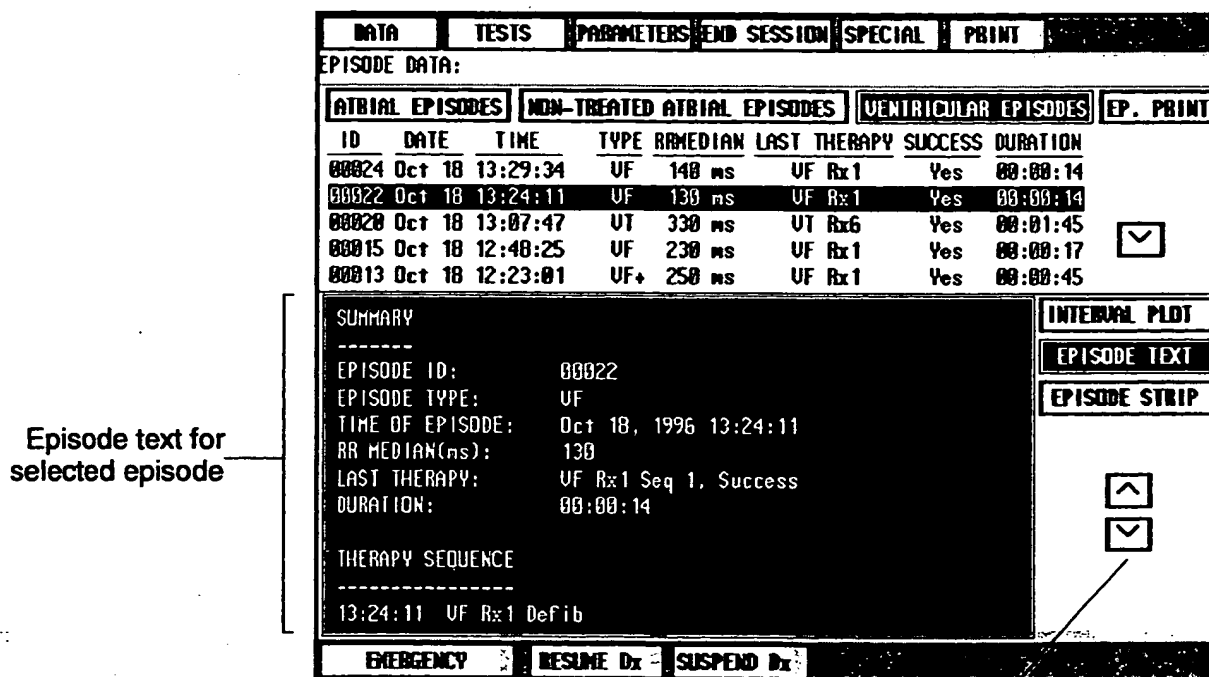 DATA TESTS PARAMETERS END SESSION SPECIAL PRINT
EPISODE DATA:
ATRIAL EPISODES NON-TREATED ATRIAL EPISODES VENTRICULAR EPISODES EP. PRINT
ID DATE TIME TYPE RRMEDIAN LAST THERAPY SUCCESS DURATION
00024 Oct 18 13:29:34 VF 140 ms VF Rx1 Yes 00:00:14
00022 Oct 18 13:24:11 VF 130 ms VF Rx1 Yes 00:00:14
00020 Oct 18 13:07:47 VT 330 ms VT Rx6 Yes 00:01:45
00015 Oct 18 12:48:25 VF 230 ms VF Rx1 Yes 00:00:17
00013 Oct 18 12:23:01 VF+ 250 ms VF Rx1 Yes 00:00:45
SUMMARY
-------
EPISODE ID: 00022
EPISODE TYPE: VF
TIME OF EPISODE: Oct 18, 1996 13:24:11
RR MEDIAN(ms): 130
LAST THERAPY: VF Rx1 Seq 1, Success
DURATION: 00:00:14
THERAPY SEQUENCE
-----------------
13:24:11 VF Rx1 Defib
INTERVAL PLOT
EPISODE TEXT
EPISODE STRIP
Episode text for
selected episode
EMERGENCY RESUME Dx SUSPEND Dx